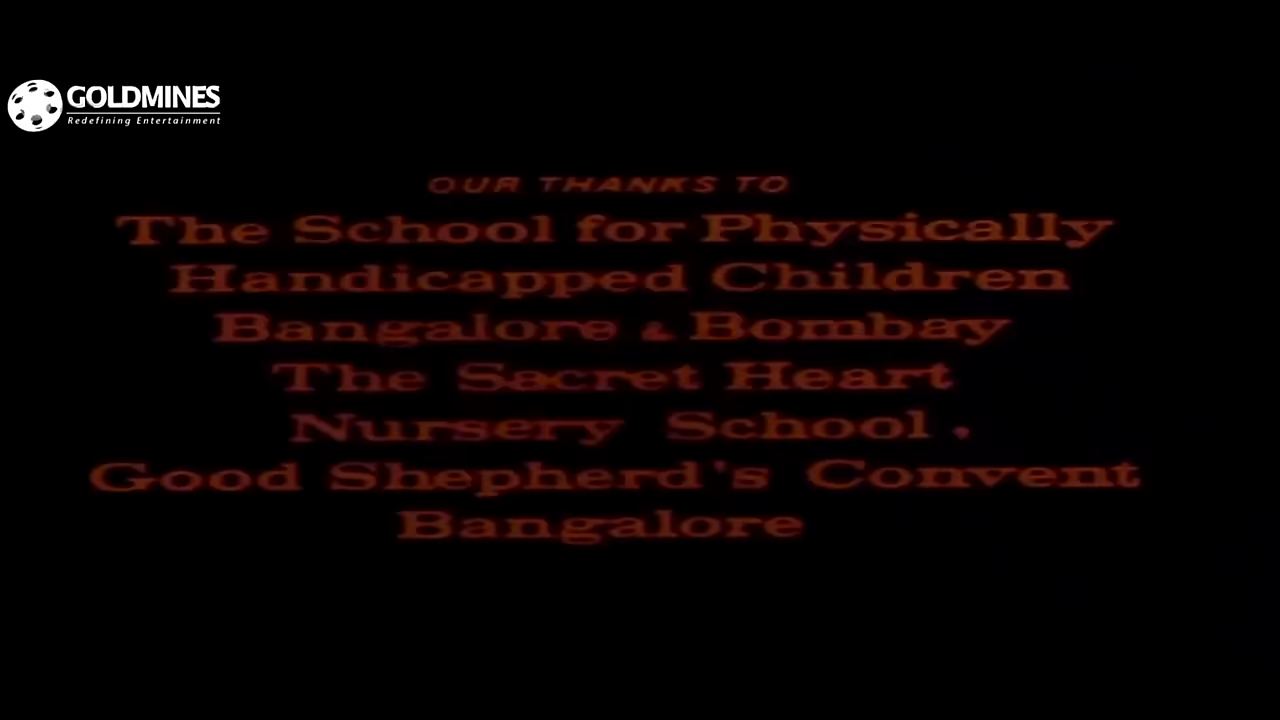 GOLDMINES
Redefining Entertainment
OUR THANKS TO
The School for Physically
Handicapped Children
Bangalore & Bombay
The Sacret Heart
Nursery School.
Good Shepherd's Convent
Bangalore